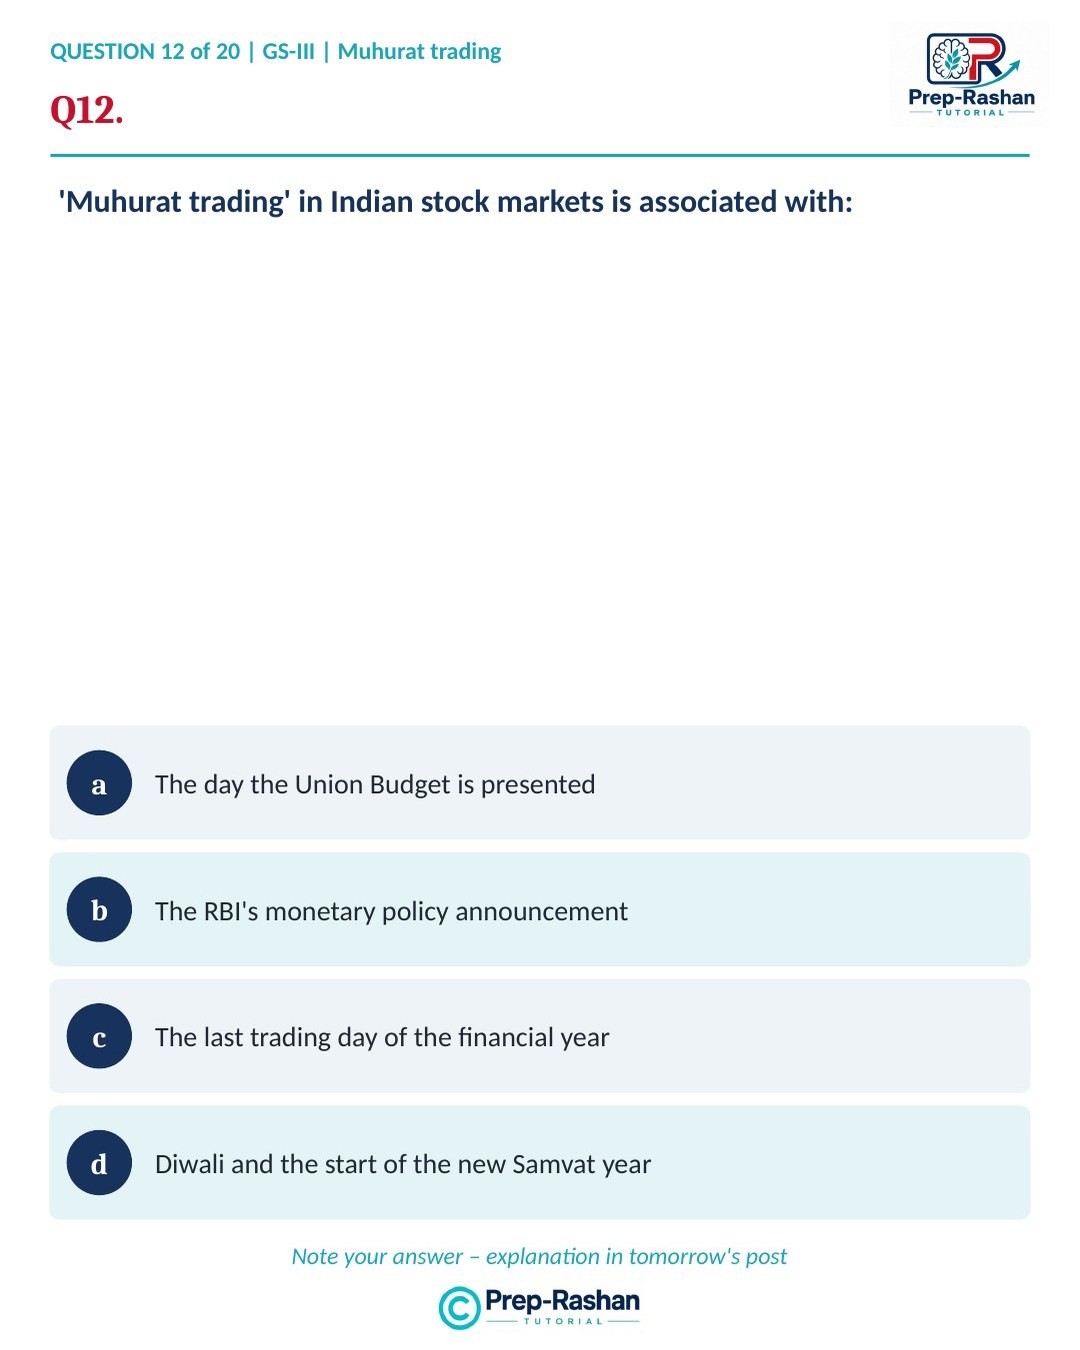 QUESTION 12 of 20 | GS-III | Muhurat trading
Q12.
R
Prep-Rashan
TUTORIAL
'Muhurat trading' in Indian stock markets is associated with:
a The day the Union Budget is presented
b The RBI's monetary policy announcement
c The last trading day of the financial year
d Diwali and the start of the new Samvat year
Note your answer – explanation in tomorrow's post
© Prep-Rashan
TUTORIAL